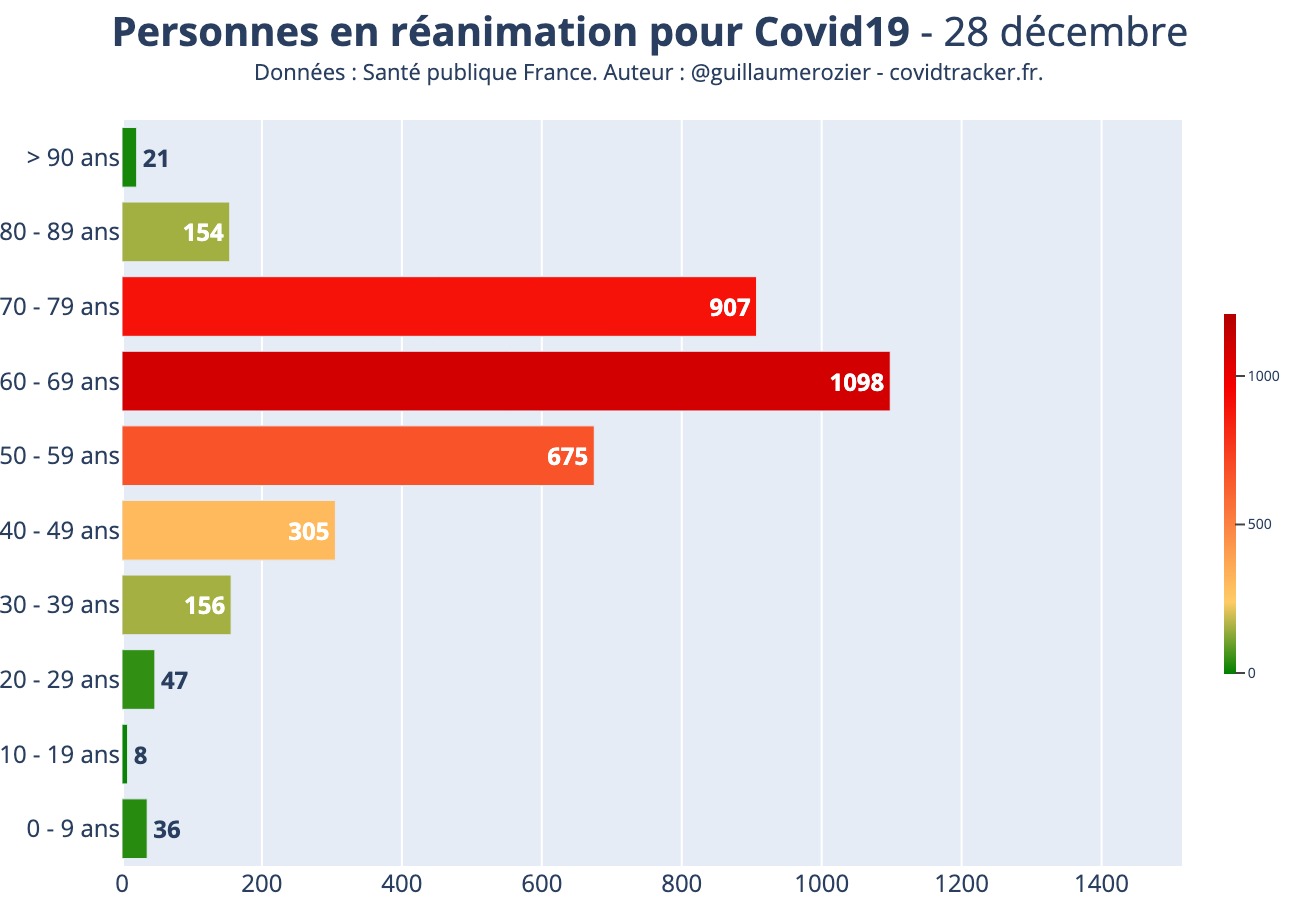 Personnes en réanimation pour Covid19 - 28 décembre
Données : Santé publique France. Auteur : @guillaumerozier - covidtracker.fr.
> 90 ans 21
80 - 89 ans 154
70 - 79 ans 907
60 - 69 ans 1098
50 - 59 ans 675
40 - 49 ans 305
30 - 39 ans 156
20 - 29 ans 47
10 - 19 ans 8
0 - 9 ans 36
0 200 400 600 800 1000 1200 1400
1000
500
0